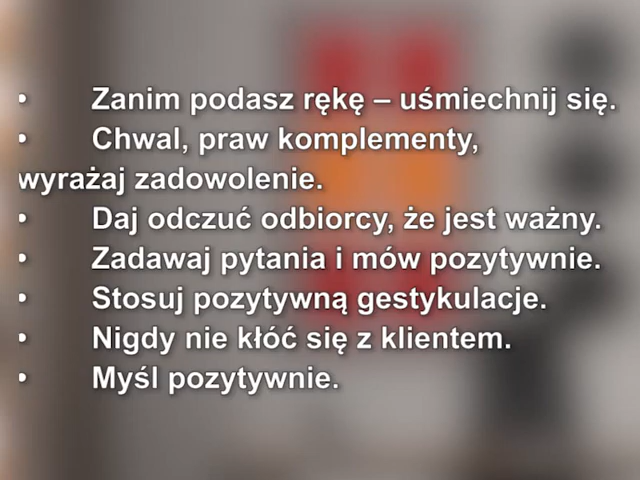 • Zanim podasz rękę – uśmiechnij się.
• Chwal, praw komplementy,
wyrażaj zadowolenie.
• Daj odczuć odbiorcy, że jest ważny.
• Zadawaj pytania i mów pozytywnie.
• Stosuj pozytywną gestykulacje.
• Nigdy nie kłóć się z klientem.
• Myśl pozytywnie.